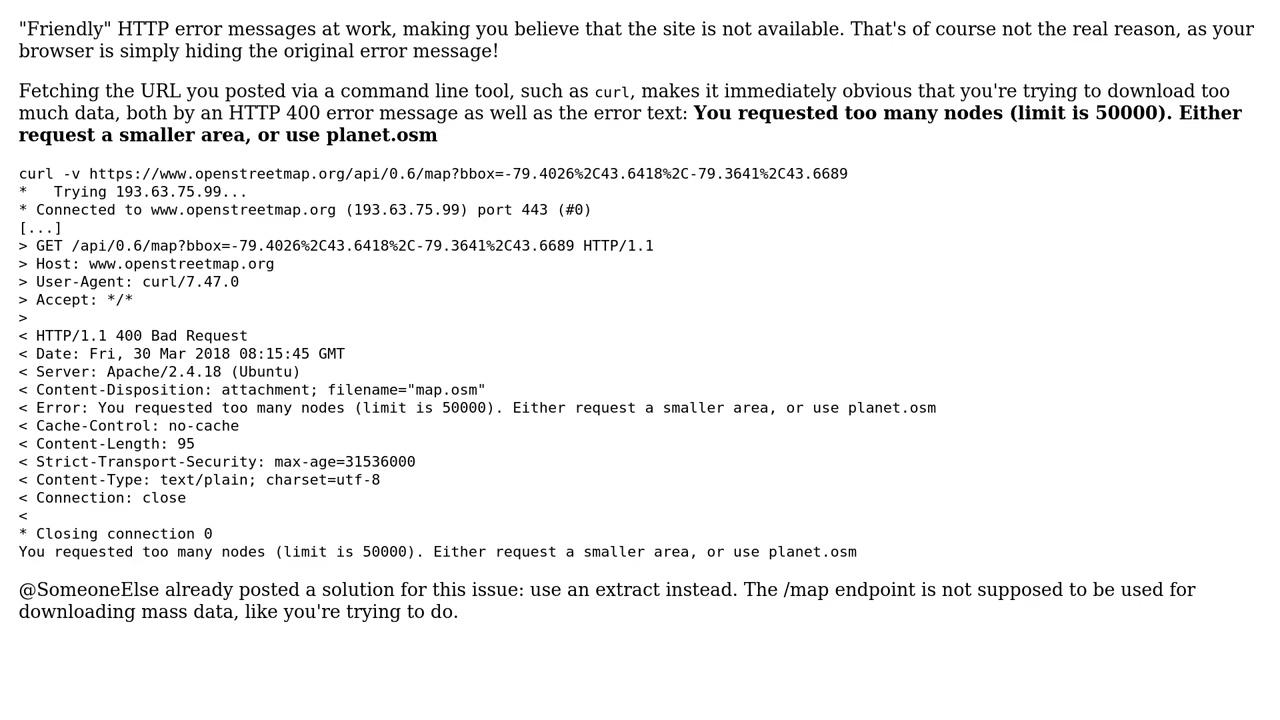 "Friendly" HTTP error messages at work, making you believe that the site is not available. That's of course not the real reason, as your
browser is simply hiding the original error message!
Fetching the URL you posted via a command line tool, such as curl, makes it immediately obvious that you're trying to download too
much data, both by an HTTP 400 error message as well as the error text: You requested too many nodes (limit is 50000). Either
request a smaller area, or use planet.osm
curl -v https://www.openstreetmap.org/api/0.6/map?bbox=-79.4026%2C43.6418%2C-79.3641%2C43.6689
*   Trying 193.63.75.99...
* Connected to www.openstreetmap.org (193.63.75.99) port 443 (#0)
[...]
> GET /api/0.6/map?bbox=-79.4026%2C43.6418%2C-79.3641%2C43.6689 HTTP/1.1
> Host: www.openstreetmap.org
> User-Agent: curl/7.47.0
> Accept: */*
>
< HTTP/1.1 400 Bad Request
< Date: Fri, 30 Mar 2018 08:15:45 GMT
< Server: Apache/2.4.18 (Ubuntu)
< Content-Disposition: attachment; filename="map.osm"
< Error: You requested too many nodes (limit is 50000). Either request a smaller area, or use planet.osm
< Cache-Control: no-cache
< Content-Length: 95
< Strict-Transport-Security: max-age=31536000
< Content-Type: text/plain; charset=utf-8
< Connection: close
<
* Closing connection 0
You requested too many nodes (limit is 50000). Either request a smaller area, or use planet.osm
@SomeoneElse already posted a solution for this issue: use an extract instead. The /map endpoint is not supposed to be used for
downloading mass data, like you're trying to do.